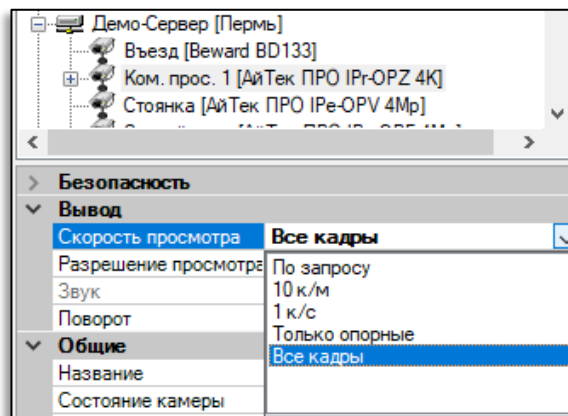 Демо-Сервер [Пермь]
Въезд [Beward BD133]
Ком. прос. 1 [АйТек ПРО IPr-OPZ 4K]
Стоянка [АйТек ПРО IPe-OPV 4Mp]
Безопасность
Вывод
Скорость просмотра Все кадры
Разрешение просмотра
По запросу
10 к/м
Звук
1 к/с
Поворот
Только опорные
Общие
Все кадры
Название
Состояние камеры